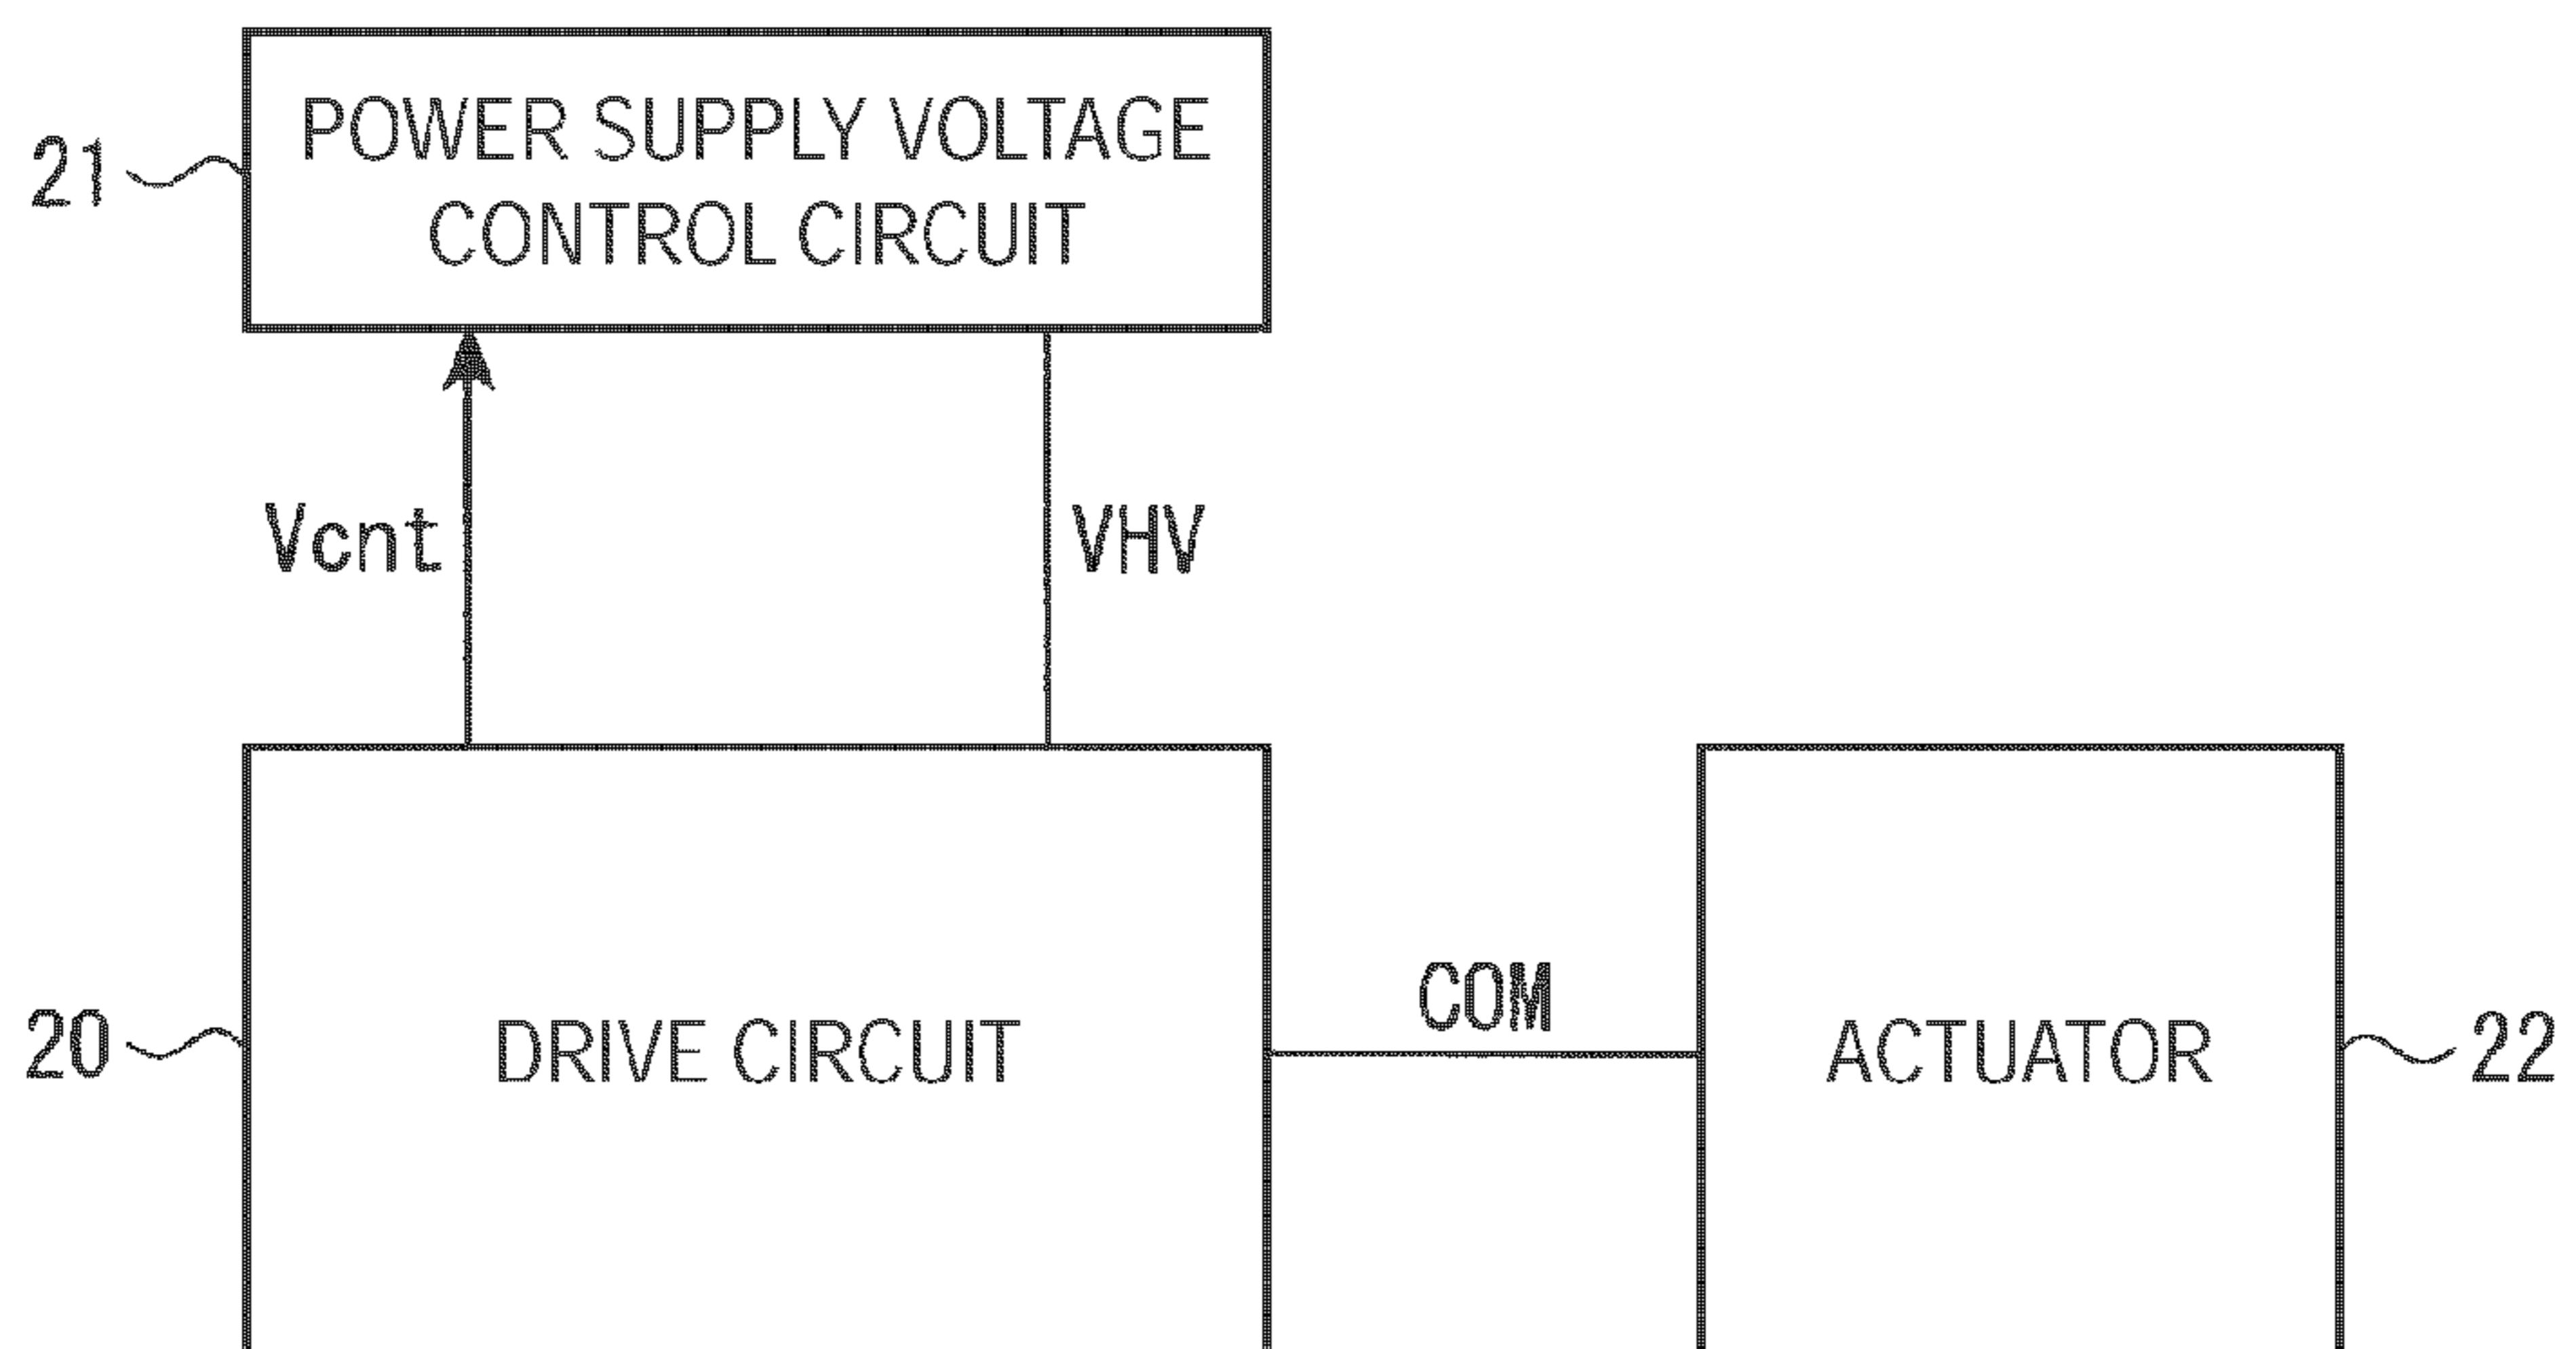 21
POWER SUPPLY VOLTAGE
CONTROL CIRCUIT
Vcnt
VHV
20
DRIVE CIRCUIT
COM
ACTUATOR
22